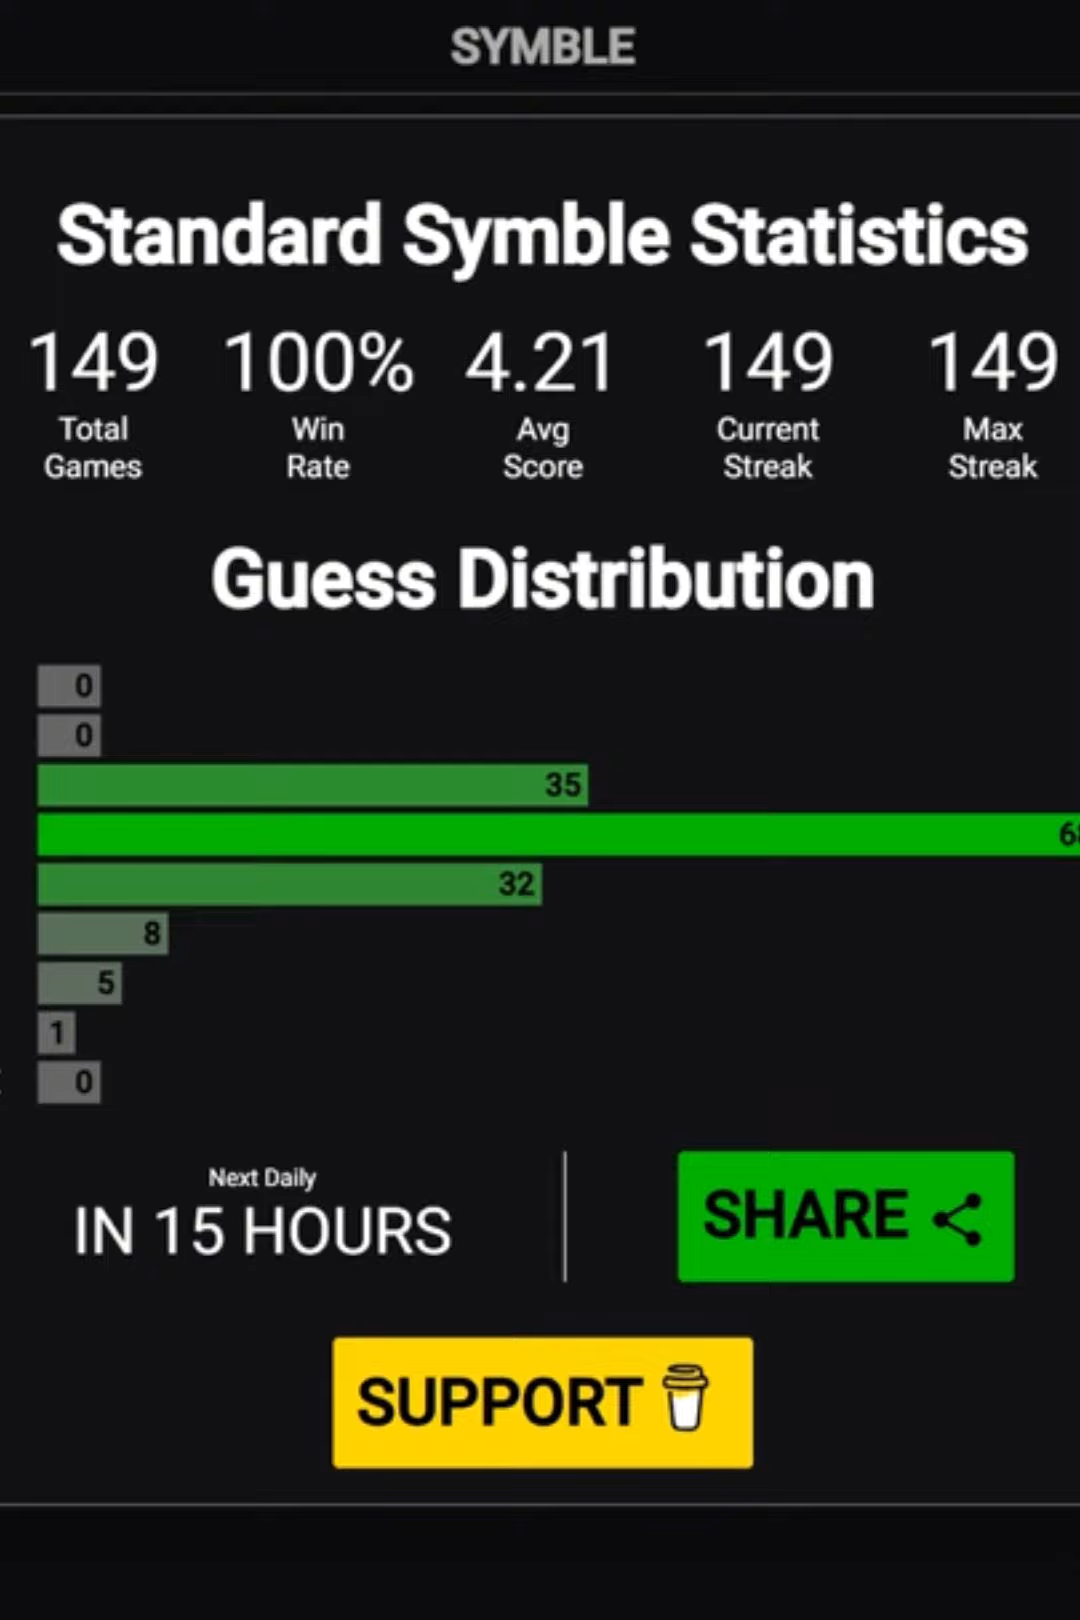 SYMBLE
Standard Symble Statistics
149 100% 4.21 149 149
Total Win Avg Current Max
Games Rate Score Streak Streak
Guess Distribution
0
0
35
32
8
5
1
0
Next Daily
IN 15 HOURS
SHARE
SUPPORT